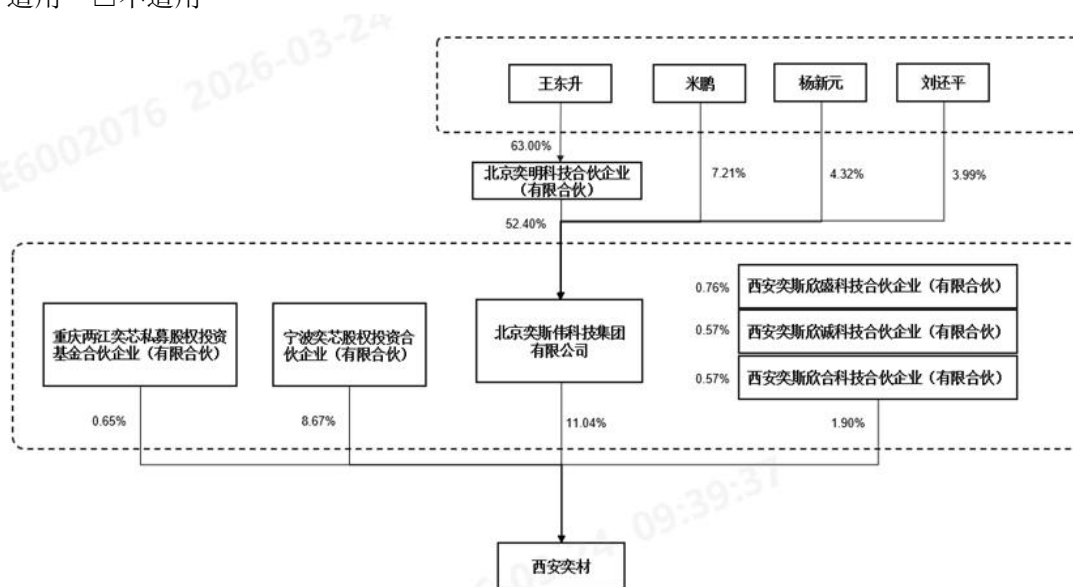 适用 □不适用
E6002076 2026-03-24
王东升
米鹏
杨新元
刘还平
63.00%
7.21%
4.32%
3.99%
北京奕明科技合伙企业
（有限合伙）
52.40%
0.76%
西安奕斯欣盛科技合伙企业（有限合伙）
重庆两江奕芯私募股权投资
基金合伙企业（有限合伙）
宁波奕芯股权投资合
伙企业（有限合伙）
北京奕斯伟科技集团
有限公司
0.57%
西安奕斯欣诚科技合伙企业（有限合伙）
0.57%
西安奕斯欣合科技合伙企业（有限合伙）
0.65%
8.67%
11.04%
1.90%
09:39:37
西安奕材